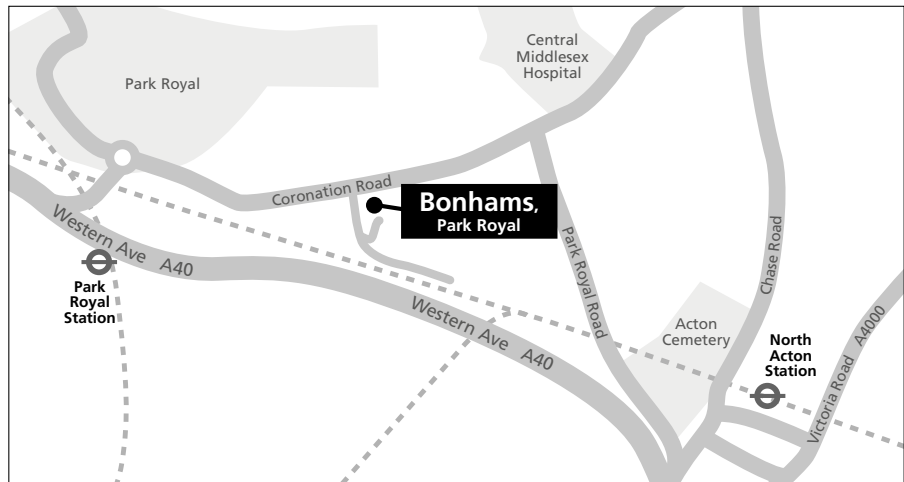 Park Royal
Central
Middlesex
Hospital
Coronation Road
Bonhams,
Park Royal
Western Ave A40
Park
Royal
Station
Park Royal Road
Chase Road
Western Ave A40
Acton
Cemetery
North
Acton
Station
Victoria Road A4000